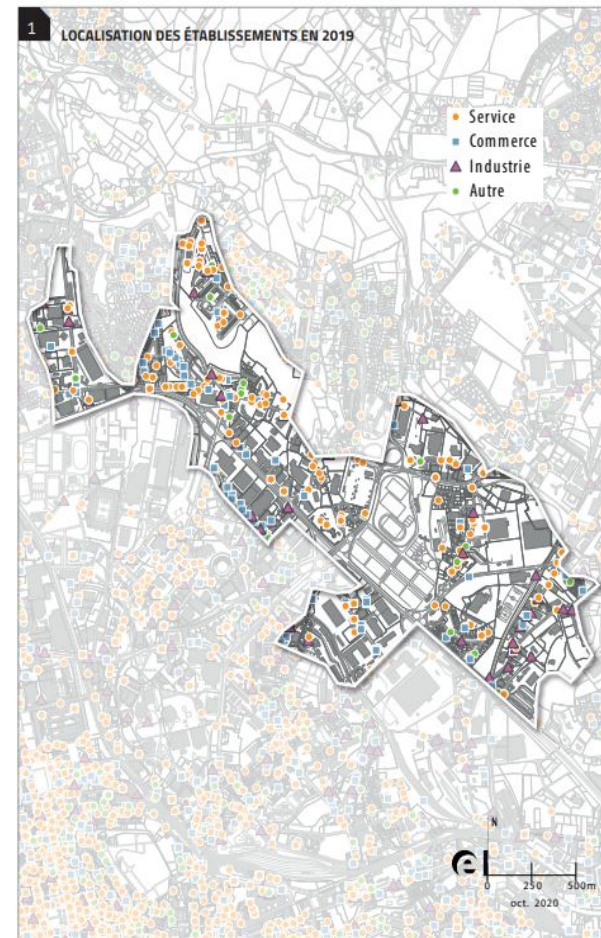 1 LOCALISATION DES ÉTABLISSEMENTS EN 2019
Service
Commerce
Industrie
Autre
N
e
0 250 500m
oct. 2020